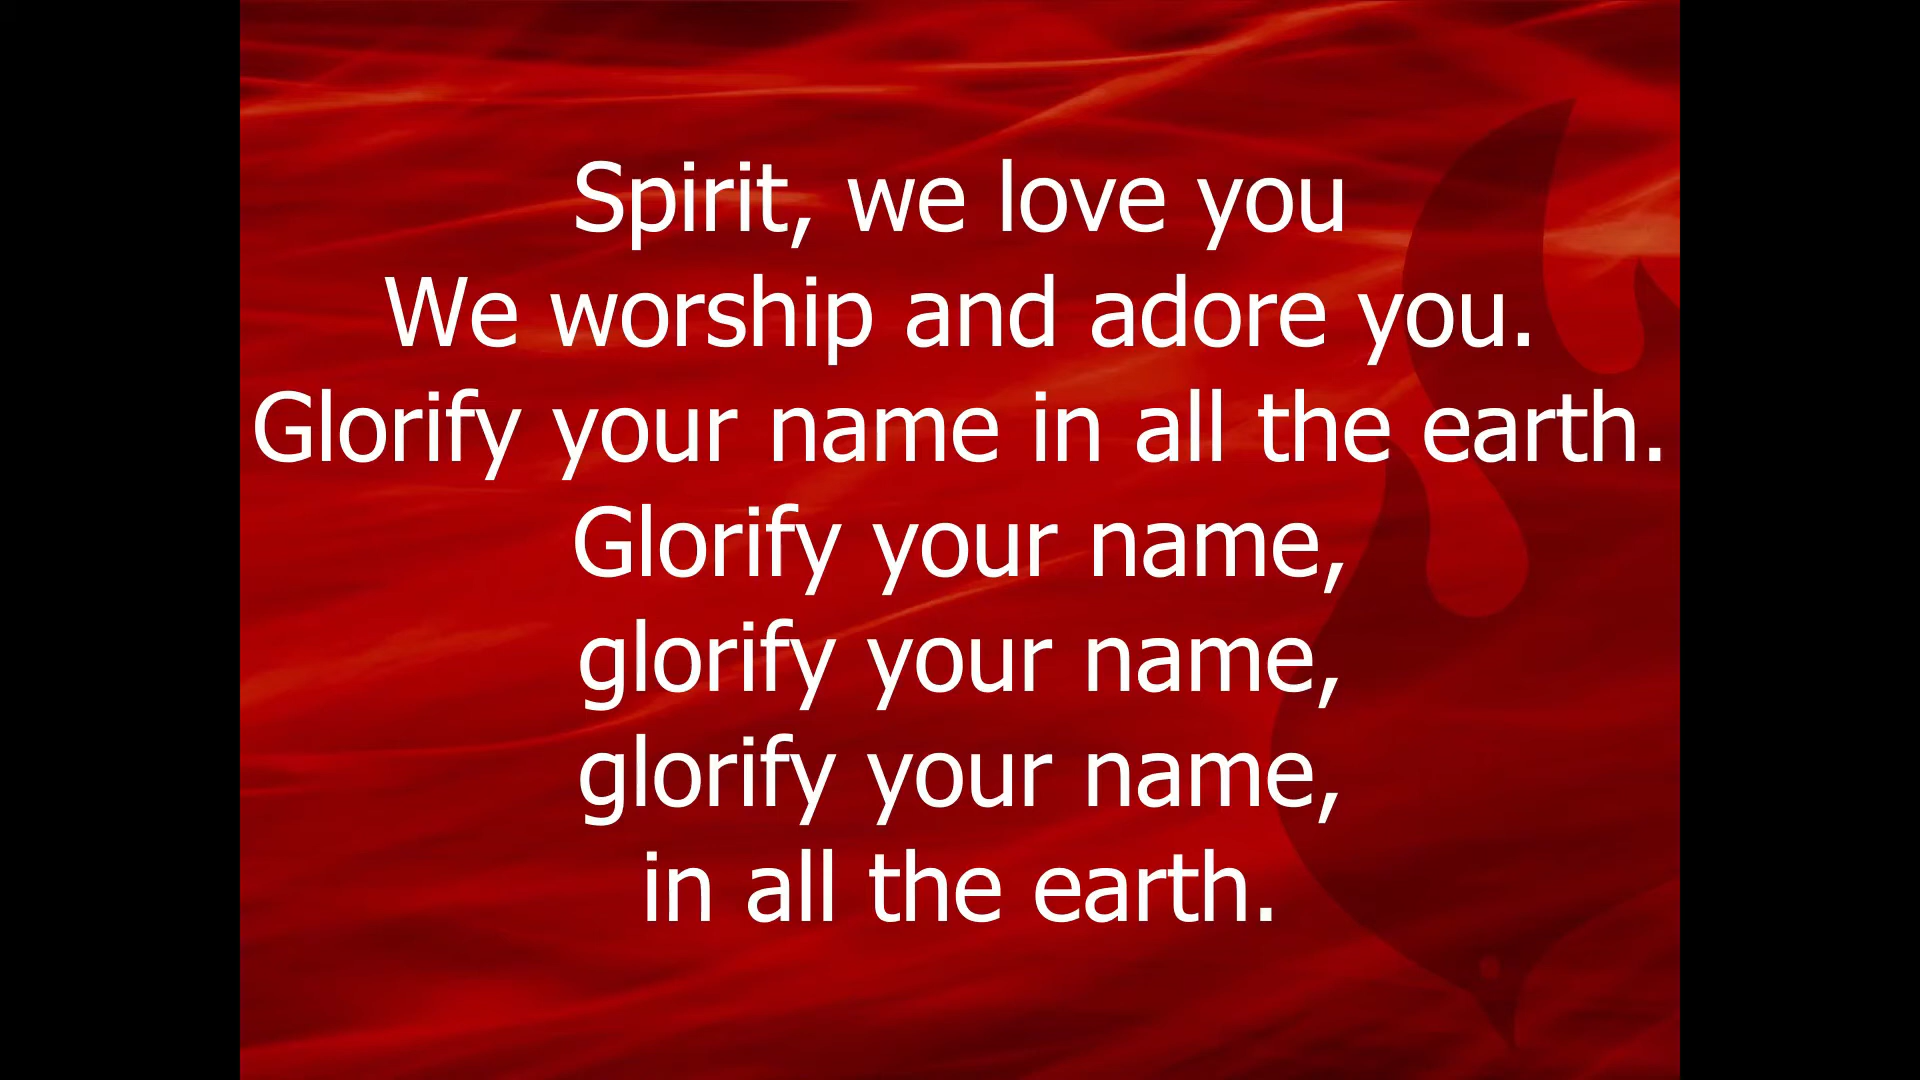 Spirit, we love you
We worship and adore you.
Glorify your name in all the earth.
Glorify your name,
glorify your name,
glorify your name,
in all the earth.